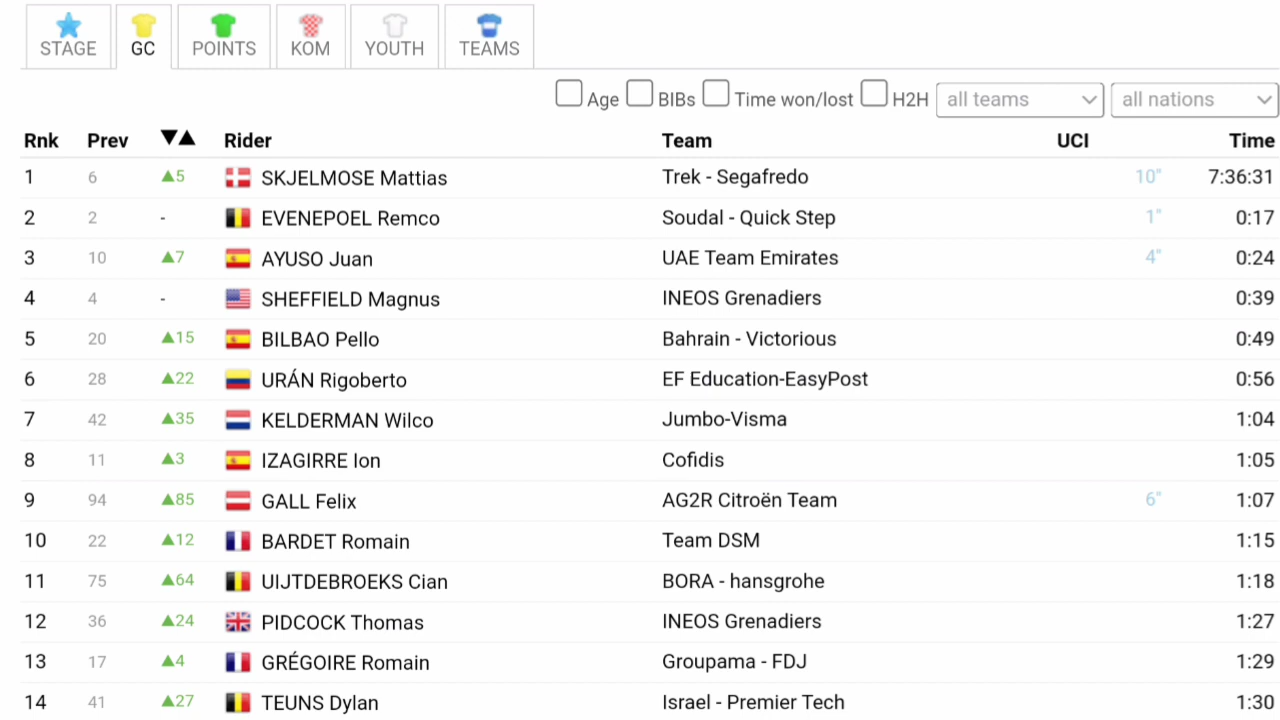 STAGE GC POINTS KOM YOUTH TEAMS
Age BIBs Time won/lost H2H all teams all nations
Rnk Prev ▼▲ Rider Team UCI Time
1 6 ▲5 SKJELMOSE Mattias Trek - Segafredo 10" 7:36:31
2 2 - EVENEPOEL Remco Soudal - Quick Step 1" 0:17
3 10 ▲7 AYUSO Juan UAE Team Emirates 4" 0:24
4 4 - SHEFFIELD Magnus INEOS Grenadiers 0:39
5 20 ▲15 BILBAO Pello Bahrain - Victorious 0:49
6 28 ▲22 URÁN Rigoberto EF Education-EasyPost 0:56
7 42 ▲35 KELDERMAN Wilco Jumbo-Visma 1:04
8 11 ▲3 IZAGIRRE Ion Cofidis 1:05
9 94 ▲85 GALL Felix AG2R Citroën Team 6" 1:07
10 22 ▲12 BARDET Romain Team DSM 1:15
11 75 ▲64 UIJTDEBROEKS Cian BORA - hansgrohe 1:18
12 36 ▲24 PIDCOCK Thomas INEOS Grenadiers 1:27
13 17 ▲4 GRÉGOIRE Romain Groupama - FDJ 1:29
14 41 ▲27 TEUNS Dylan Israel - Premier Tech 1:30